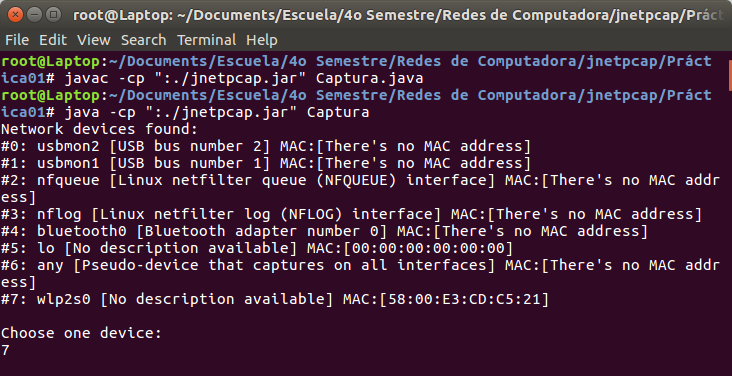 root@Laptop: ~/Documents/Escuela/4o Semestre/Redes de Computadora/jnetpcap/Práct
File Edit View Search Terminal Help
root@Laptop:~/Documents/Escuela/4o Semestre/Redes de Computadora/jnetpcap/Práct
ica01# javac -cp ":./jnetpcap.jar" Captura.java
root@Laptop:~/Documents/Escuela/4o Semestre/Redes de Computadora/jnetpcap/Práct
ica01# java -cp ":./jnetpcap.jar" Captura
Network devices found:
#0: usbmon2 [USB bus number 2] MAC:[There's no MAC address]
#1: usbmon1 [USB bus number 1] MAC:[There's no MAC address]
#2: nfqueue [Linux netfilter queue (NFQUEUE) interface] MAC:[There's no MAC addr
ess]
#3: nflog [Linux netfilter log (NFLOG) interface] MAC:[There's no MAC address]
#4: bluetooth0 [Bluetooth adapter number 0] MAC:[There's no MAC address]
#5: lo [No description available] MAC:[00:00:00:00:00:00]
#6: any [Pseudo-device that captures on all interfaces] MAC:[There's no MAC addr
ess]
#7: wlp2s0 [No description available] MAC:[58:00:E3:CD:C5:21]
Choose one device:
7